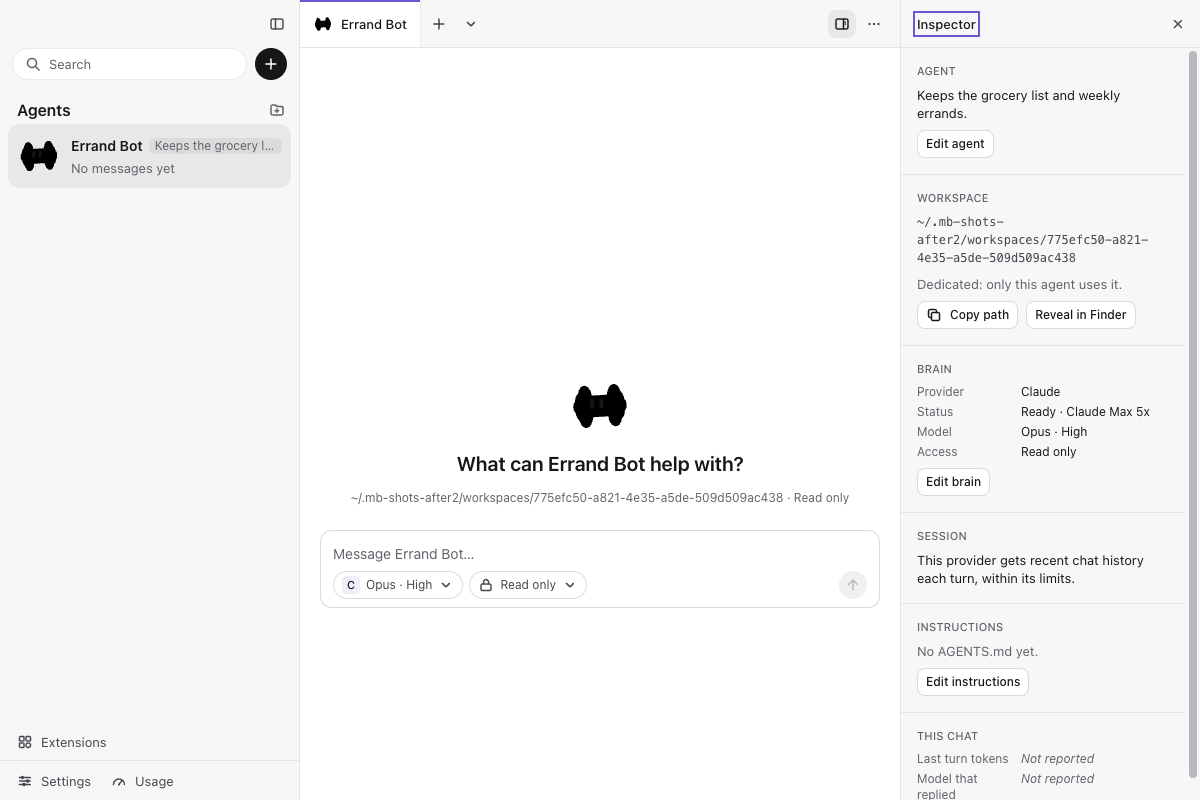 Search
Agents
Errand Bot
Keeps the grocery l...
No messages yet
Extensions
Settings
Usage
Errand Bot
What can Errand Bot help with?
~/.mb-shots-after2/workspaces/775efc50-a821-4e35-a5de-509d509ac438 · Read only
Message Errand Bot...
C Opus · High
Read only
Inspector
AGENT
Keeps the grocery list and weekly
errands.
Edit agent
WORKSPACE
~/.mb-shots-
after2/workspaces/775efc50-a821-
4e35-a5de-509d509ac438
Dedicated: only this agent uses it.
Copy path
Reveal in Finder
BRAIN
Provider Claude
Status Ready · Claude Max 5x
Model Opus · High
Access Read only
Edit brain
SESSION
This provider gets recent chat history
each turn, within its limits.
INSTRUCTIONS
No AGENTS.md yet.
Edit instructions
THIS CHAT
Last turn tokens Not reported
Model that Not reported
replied